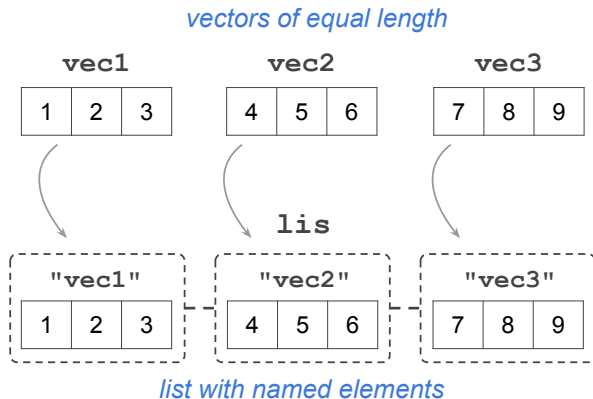 vectors of equal length
vec1 vec2 vec3
1 2 3 4 5 6 7 8 9
lis
"vec1" "vec2" "vec3"
1 2 3 4 5 6 7 8 9
list with named elements